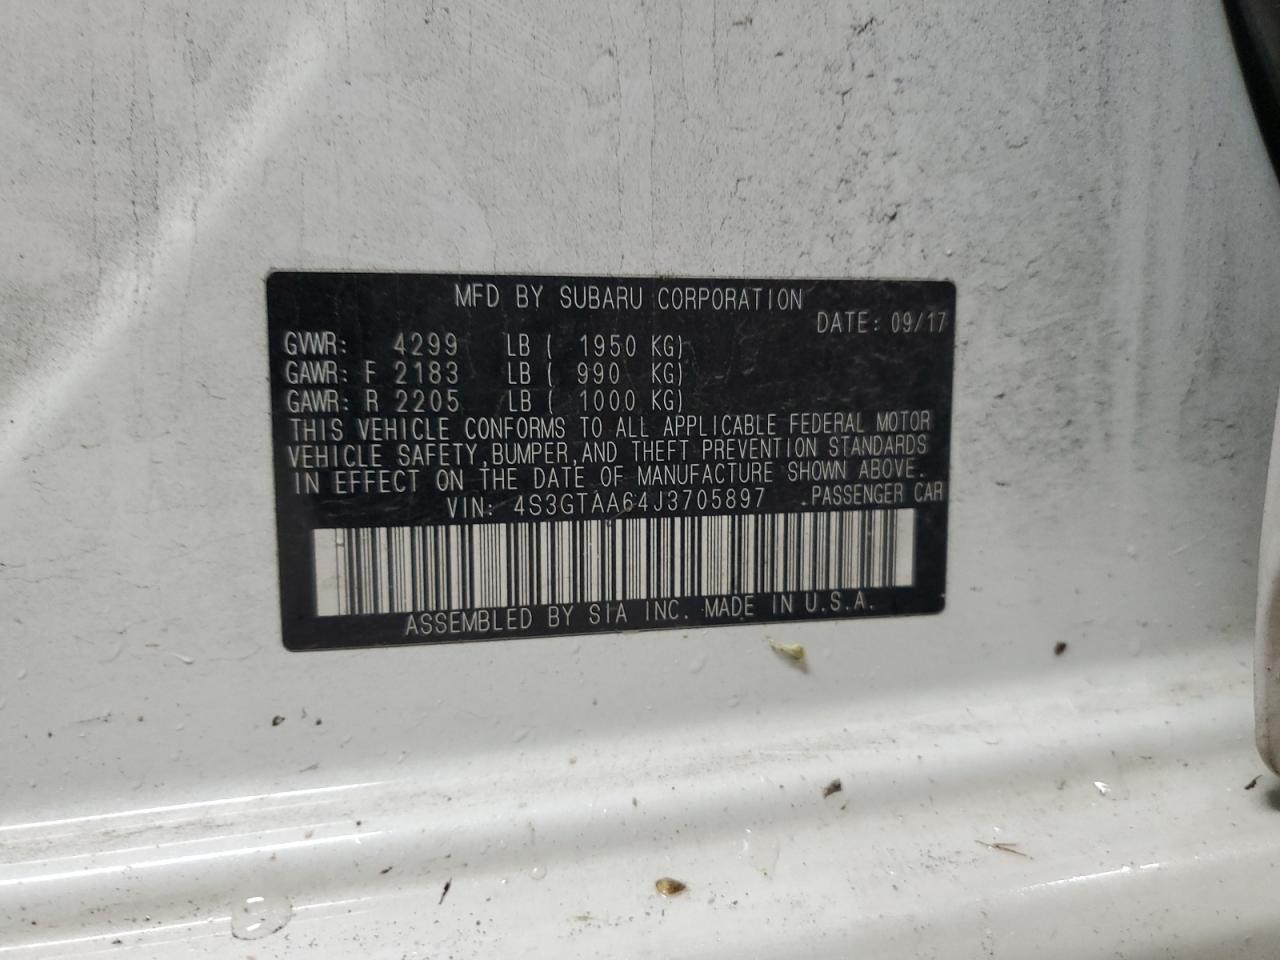 MFD BY SUBARU CORPORATION
DATE: 09/17
GVWR: 4299 LB ( 1950 KG)
GAWR: F 2183 LB ( 990 KG)
GAWR: R 2205 LB ( 1000 KG)
THIS VEHICLE CONFORMS TO ALL APPLICABLE FEDERAL MOTOR
VEHICLE SAFETY,BUMPER,AND THEFT PREVENTION STANDARDS
IN EFFECT ON THE DATE OF MANUFACTURE SHOWN ABOVE.
VIN: 4S3GTAA64J3705897 PASSENGER CAR
ASSEMBLED BY SIA INC. MADE IN U.S.A.